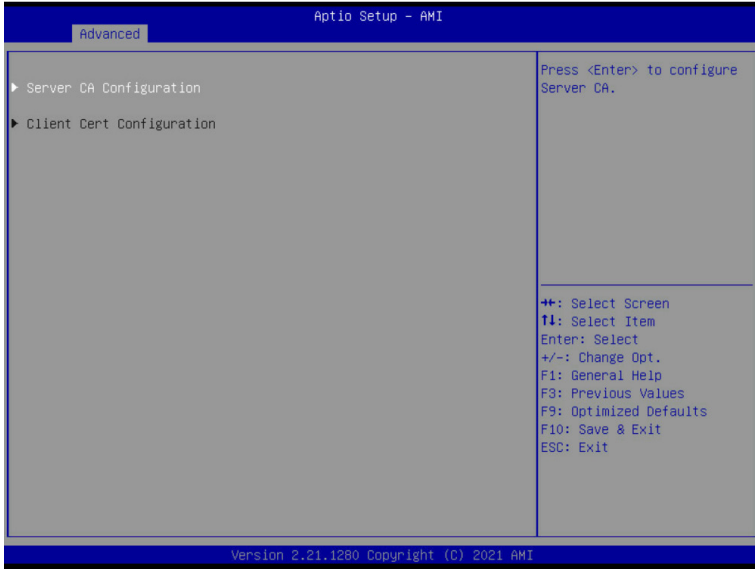 Aptio Setup – AMI
Advanced
▶ Server CA Configuration
▶ Client Cert Configuration
Press <Enter> to configure
Server CA.
→←: Select Screen
↑↓: Select Item
Enter: Select
+/-: Change Opt.
F1: General Help
F3: Previous Values
F9: Optimized Defaults
F10: Save & Exit
ESC: Exit
Version 2.21.1280 Copyright (C) 2021 AMI